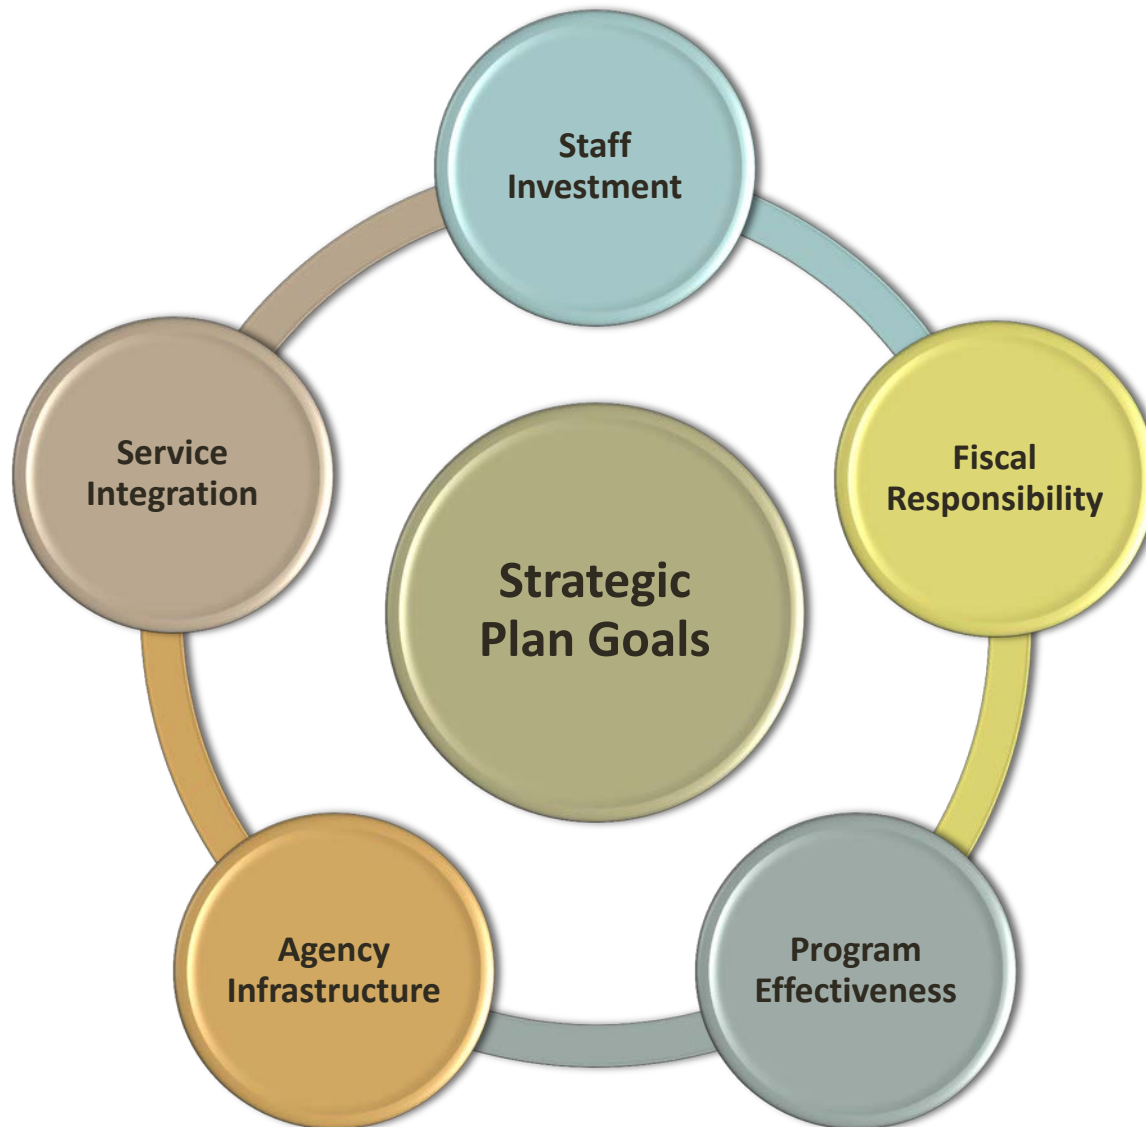 Staff
Investment
Fiscal
Responsibility
Program
Effectiveness
Agency
Infrastructure
Service
Integration
Strategic
Plan Goals